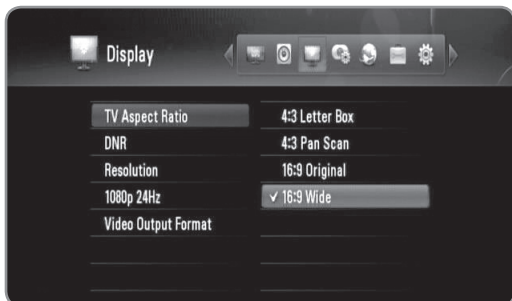 Display
TV Aspect Ratio
DNR
Resolution
1080p 24Hz
Video Output Format
4:3 Letter Box
4:3 Pan Scan
16:9 Original
✓ 16:9 Wide